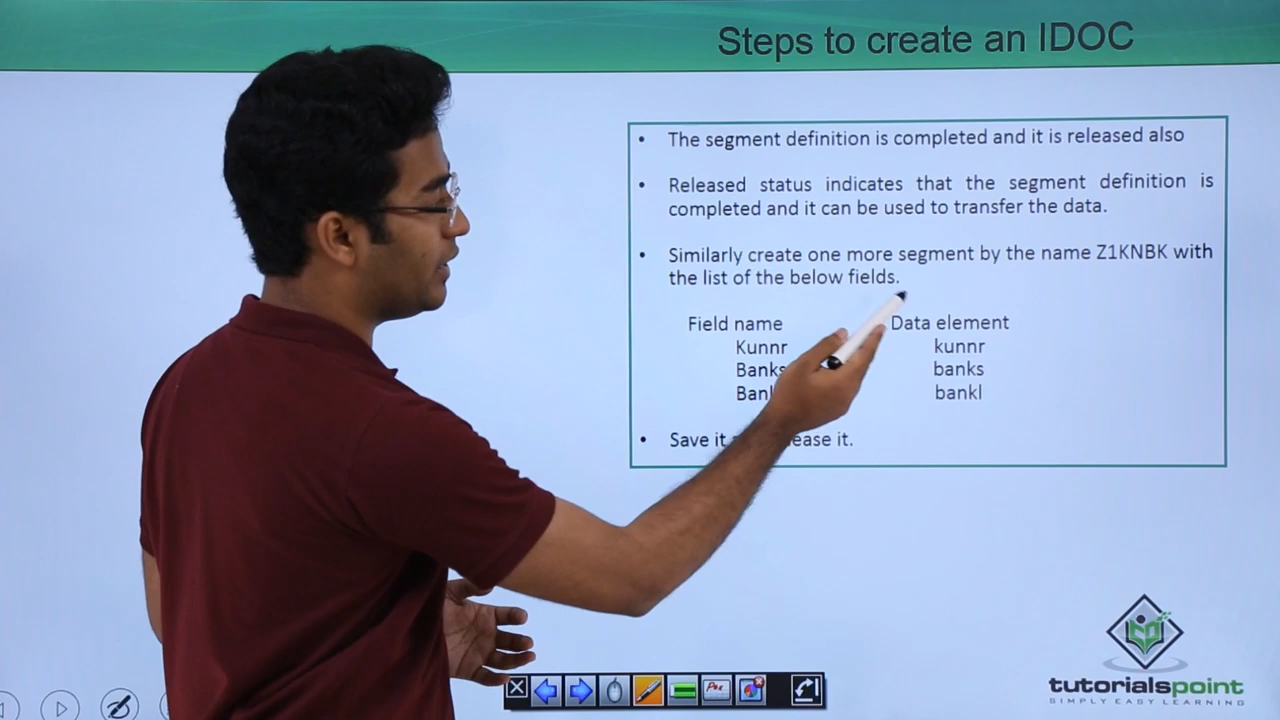 Steps to create an IDOC
• The segment definition is completed and it is released also
• Released status indicates that the segment definition is
completed and it can be used to transfer the data.
• Similarly create one more segment by the name Z1KNBK with
the list of the below fields.
Field name Data element
Kunnr kunnr
Banks banks
bankl
• Save it ease it.
tutorialspoint
SIMPLY EASY LEARNING